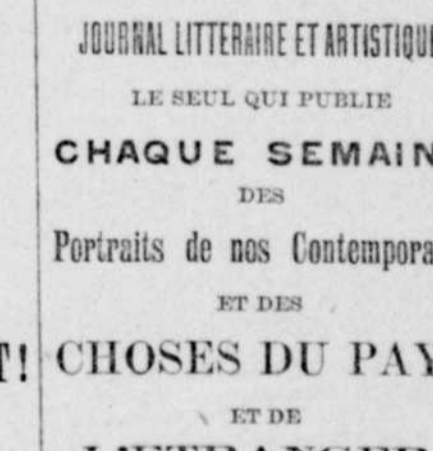 JOURNAL LITTERAIRE ET ARTISTIQU
LE SEUL QUI PUBLIE
CHAQUE SEMAIN
DES
Portraits de nos Contempora
ET DES
T! CHOSES DU PAY
ET DE
L'ETRANGER